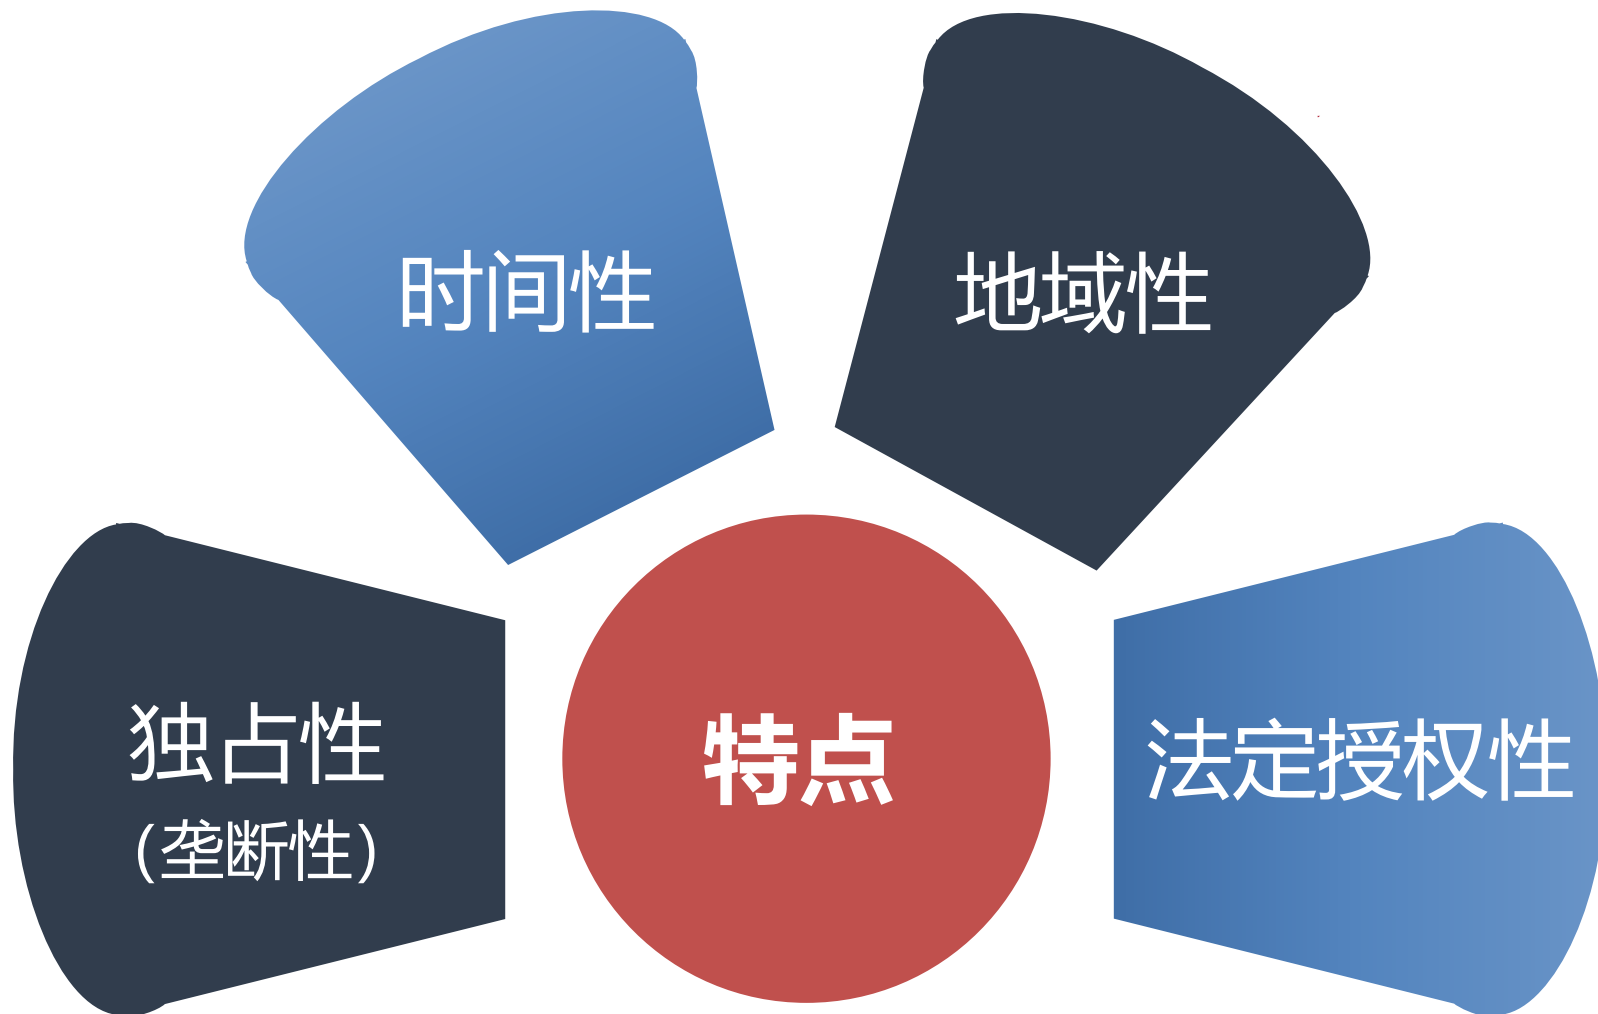 时间性
地域性
独占性
(垄断性)
特点
法定授权性